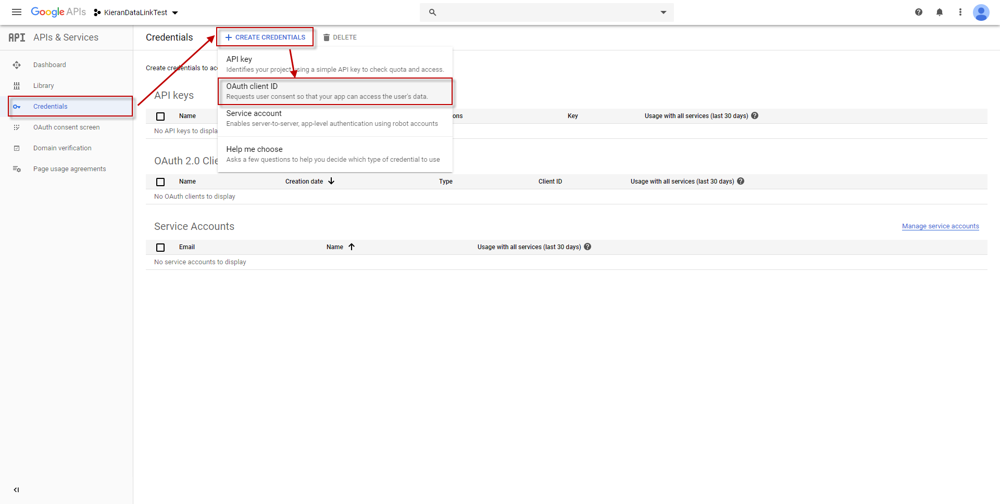 Google APIs
KieranDataLinkTest
API
APIs & Services
Dashboard
Library
Credentials
OAuth consent screen
Domain verification
Page usage agreements
Credentials
CREATE CREDENTIALS
DELETE
Create credentials to ac
API key
Identifies your project using a simple API key to check quota and access.
OAuth client ID
Requests user consent so that your app can access the user's data.
Service account
Enables server-to-server, app-level authentication using robot accounts
Help me choose
Asks a few questions to help you decide which type of credential to use
API keys
Name ons Key Usage with all services (last 30 days)
No API keys to displa
OAuth 2.0 Clie
Name Creation date Type Client ID Usage with all services (last 30 days)
No OAuth clients to display
Service Accounts
Manage service accounts
Email Name Usage with all services (last 30 days)
No service accounts to display